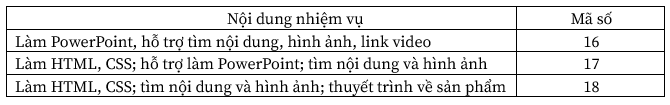 Nội dung nhiệm vụ Mã số
Làm PowerPoint, hỗ trợ tìm nội dung, hình ảnh, link video 16
Làm HTML, CSS; hỗ trợ làm PowerPoint; tìm nội dung và hình ảnh 17
Làm HTML, CSS; tìm nội dung và hình ảnh; thuyết trình về sản phẩm 18